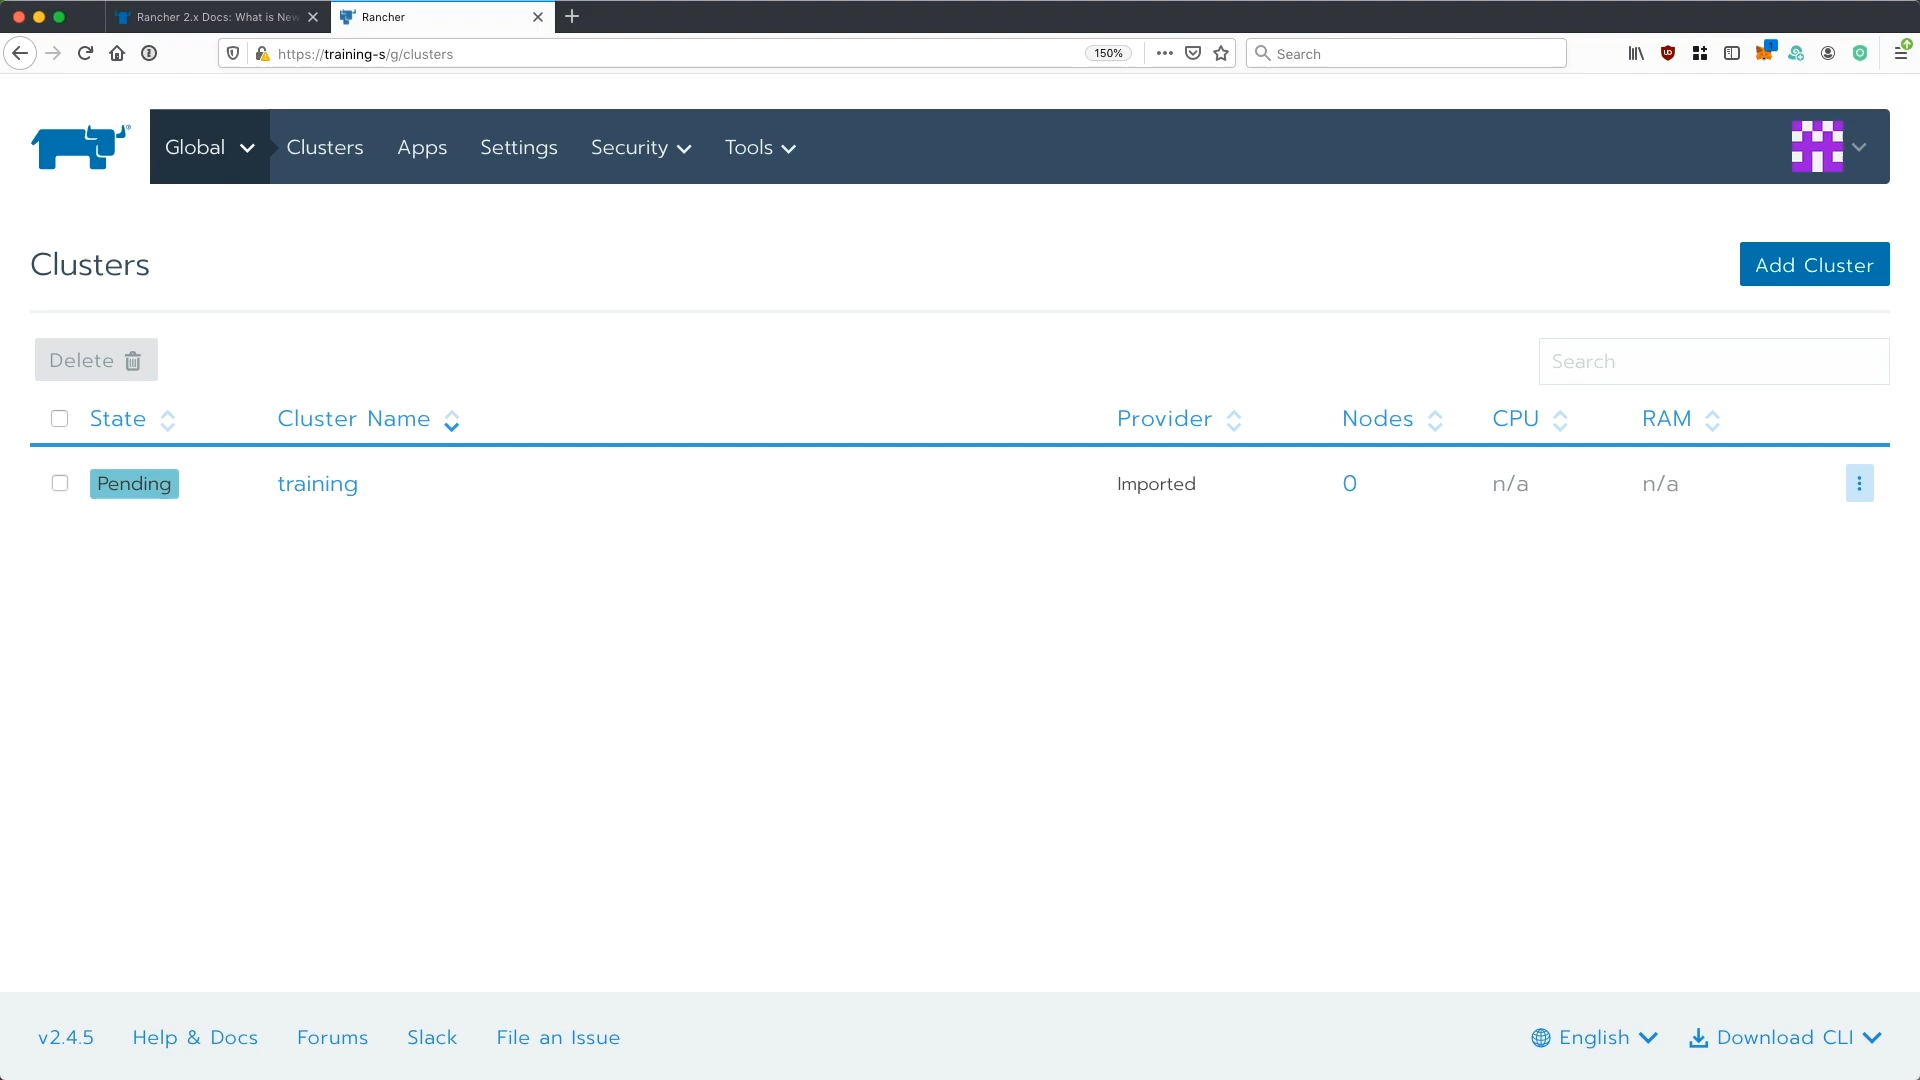 Rancher 2.x Docs: What is New
Rancher
https://training-s/g/clusters
150%
Search
1
Global
Clusters
Apps
Settings
Security
Tools
Clusters
Add Cluster
Delete
Search
State
Cluster Name
Provider
Nodes
CPU
RAM
Pending
training
Imported
0
n/a
n/a
v2.4.5
Help & Docs
Forums
Slack
File an Issue
English
Download CLI